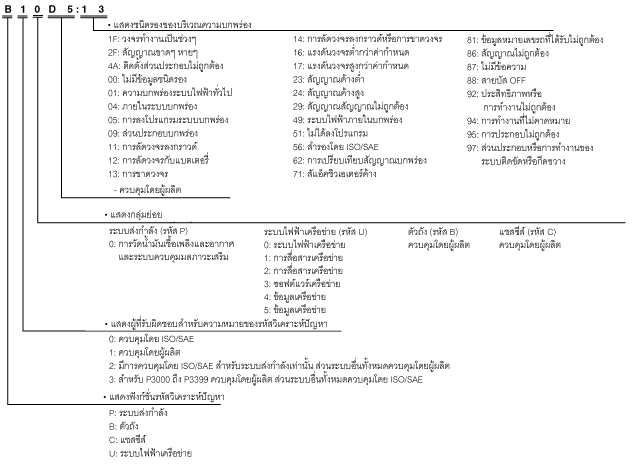 B 1 0 D 5 : 1 3
• แสดงชนิดรองของบริเวณความบกพร่อง
1F: วงจรทำงานเป็นช่วงๆ
2F: สัญญาณขาดๆ หายๆ
4A: ติดตั้งส่วนประกอบไม่ถูกต้อง
00: ไม่มีข้อมูลชนิดรอง
01: ความบกพร่องระบบไฟฟ้าทั่วไป
04: ภายในระบบบกพร่อง
05: การลงโปรแกรมระบบบกพร่อง
09: ส่วนประกอบบกพร่อง
11: การลัดวงจรลงกราวด์
12: การลัดวงจรกับแบตเตอรี่
13: การขาดวงจร
14: การลัดวงจรลงกราวด์หรือการขาดวงจร
16: แรงดันวงจรต่ำกว่าค่ากำหนด
17: แรงดันวงจรสูงกว่าค่ากำหนด
23: สัญญาณค้างต่ำ
24: สัญญาณค้างสูง
29: สัญญาณสัญญาณไม่ถูกต้อง
49: ระบบไฟฟ้าภายในบกพร่อง
51: ไม่ได้ลงโปรแกรม
56: สำรองโดย ISO/SAE
62: การเปรียบเทียบสัญญาณบกพร่อง
71: สแอ็คชิวเอเตอร์ค้าง
81: ข้อมูลหมายเลขรถที่ได้รับไม่ถูกต้อง
86: สัญญาณไม่ถูกต้อง
87: ไม่มีข้อความ
88: สายบัส OFF
92: ประสิทธิภาพหรือ
การทำงานไม่ถูกต้อง
94: การทำงานที่ไม่คาดหมาย
95: การประกอบไม่ถูกต้อง
97: ส่วนประกอบหรือการทำงานของ
ระบบติดขัดหรือกีดขวาง
- ควบคุมโดยผู้ผลิต
• แสดงกลุ่มย่อย
ระบบส่งกำลัง (รหัส P)
0: การวัดน้ำมันเชื้อเพลิงและอากาศ
และระบบควบคุมมลภาวะเสริม
ระบบไฟฟ้าเครือข่าย (รหัส U)
0: ระบบไฟฟ้าเครือข่าย
1: การสื่อสารเครือข่าย
2: การสื่อสารเครือข่าย
3: ซอฟต์แวร์เครือข่าย
4: ข้อมูลเครือข่าย
5: ข้อมูลเครือข่าย
ตัวถัง (รหัส B)
ควบคุมโดยผู้ผลิต
แชสซีส์ (รหัส C)
ควบคุมโดยผู้ผลิต
• แสดงผู้ที่รับผิดชอบสำหรับความหมายของรหัสวิเคราะห์ปัญหา
0: ควบคุมโดย ISO/SAE
1: ควบคุมโดยผู้ผลิต
2: มีการควบคุมโดย ISO/SAE สำหรับระบบส่งกำลังเท่านั้น ส่วนระบบอื่นทั้งหมดควบคุมโดยผู้ผลิต
3: สำหรับ P3000 ถึง P3399 ควบคุมโดยผู้ผลิต ส่วนระบบอื่นทั้งหมดควบคุมโดย ISO/SAE
• แสดงฟังก์ชั่นรหัสวิเคราะห์ปัญหา
P: ระบบส่งกำลัง
B: ตัวถัง
C: แชสซีส์
U: ระบบไฟฟ้าเครือข่าย